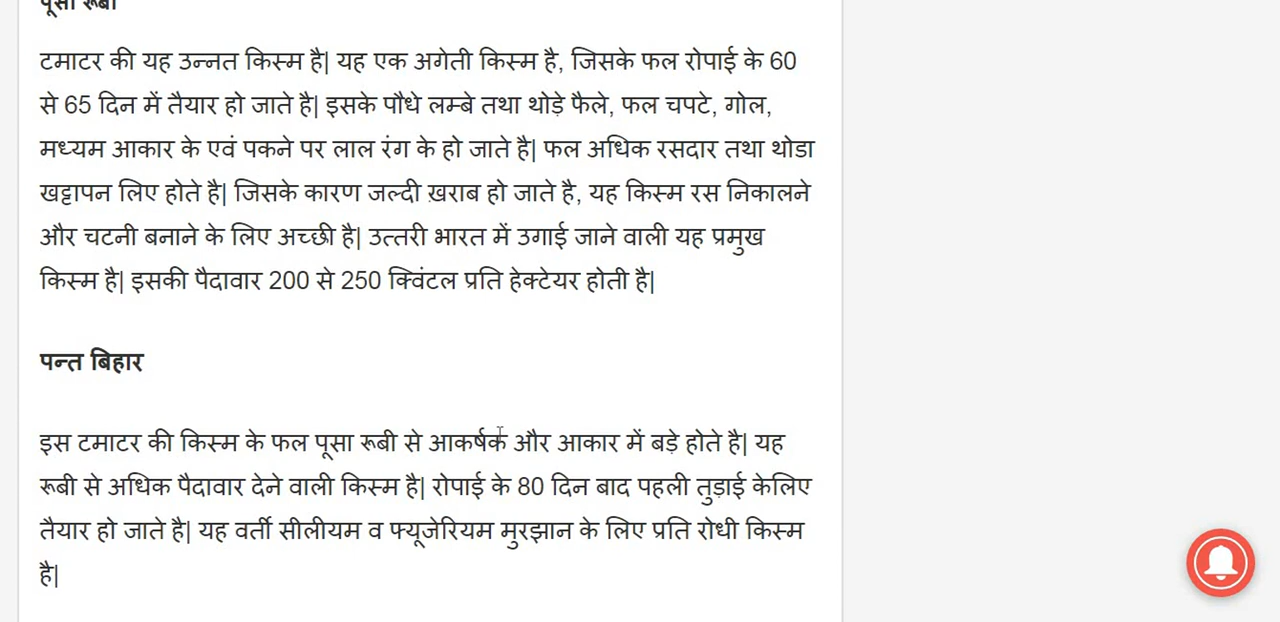 पूसा रूबी
टमाटर की यह उन्नत किस्म है| यह एक अगेती किस्म है, जिसके फल रोपाई के 60
से 65 दिन में तैयार हो जाते है| इसके पौधे लम्बे तथा थोड़े फैले, फल चपटे, गोल,
मध्यम आकार के एवं पकने पर लाल रंग के हो जाते है| फल अधिक रसदार तथा थोडा
खट्टापन लिए होते है| जिसके कारण जल्दी ख़राब हो जाते है, यह किस्म रस निकालने
और चटनी बनाने के लिए अच्छी है| उत्तरी भारत में उगाई जाने वाली यह प्रमुख
किस्म है| इसकी पैदावार 200 से 250 क्विंटल प्रति हेक्टेयर होती है|
पन्त बिहार
इस टमाटर की किस्म के फल पूसा रूबी से आकर्षक और आकार में बड़े होते है| यह
रूबी से अधिक पैदावार देने वाली किस्म है| रोपाई के 80 दिन बाद पहली तुड़ाई केलिए
तैयार हो जाते है| यह वर्ती सीलीयम व फ्यूजेरियम मुरझान के लिए प्रति रोधी किस्म
है|